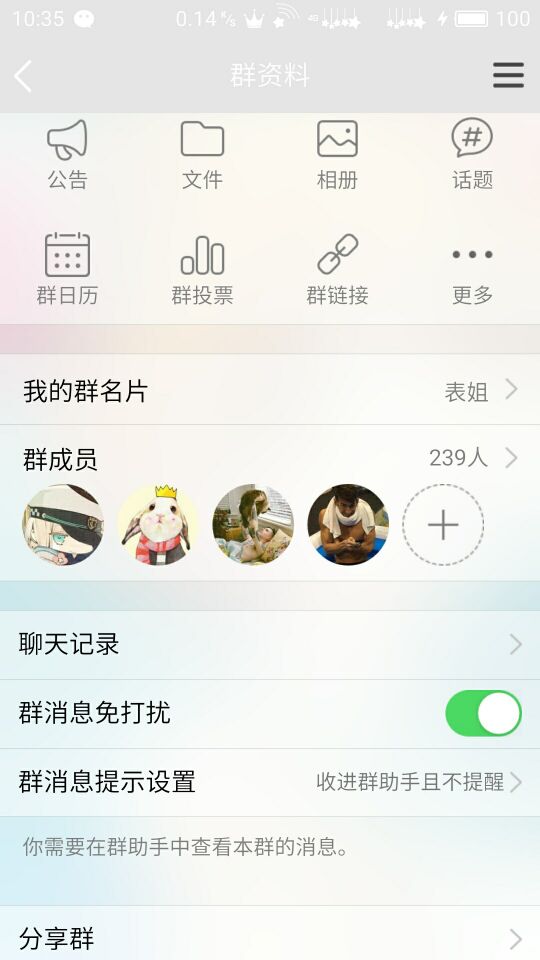 10:35 0.14 K/s 4G 100
群资料
公告 文件 相册 话题
群日历 群投票 群链接 更多
我的群名片 表姐
群成员 239人
聊天记录
群消息免打扰
群消息提示设置 收进群助手且不提醒
你需要在群助手中查看本群的消息。
分享群